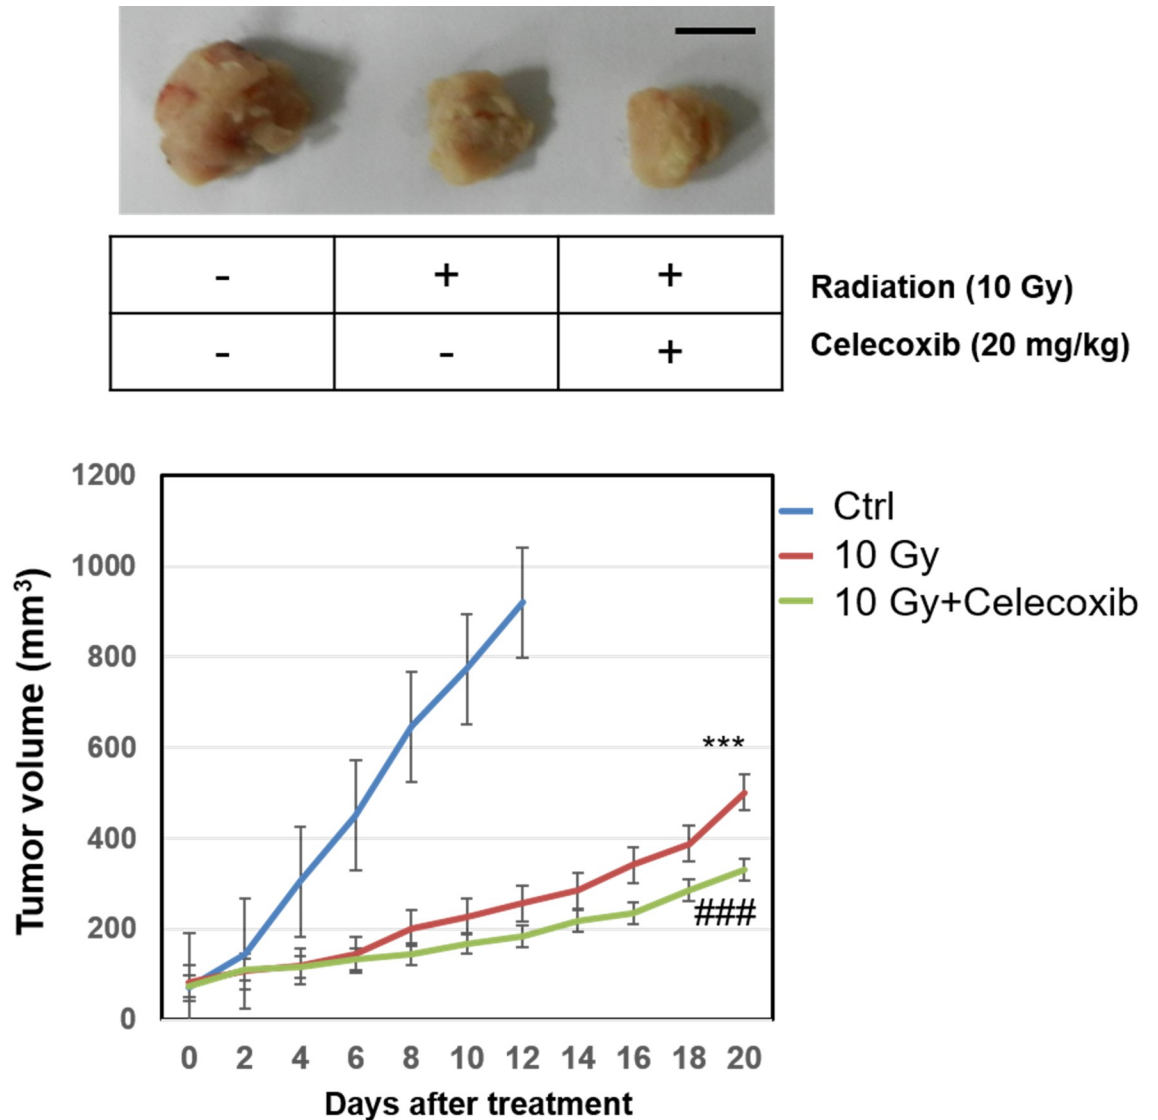 - + +
Radiation (10 Gy)
- - +
Celecoxib (20 mg/kg)
1200
1000
800
600
400
200
0
Tumor volume (mm³)
Ctrl
10 Gy
10 Gy+Celecoxib
***
###
0 2 4 6 8 10 12 14 16 18 20
Days after treatment